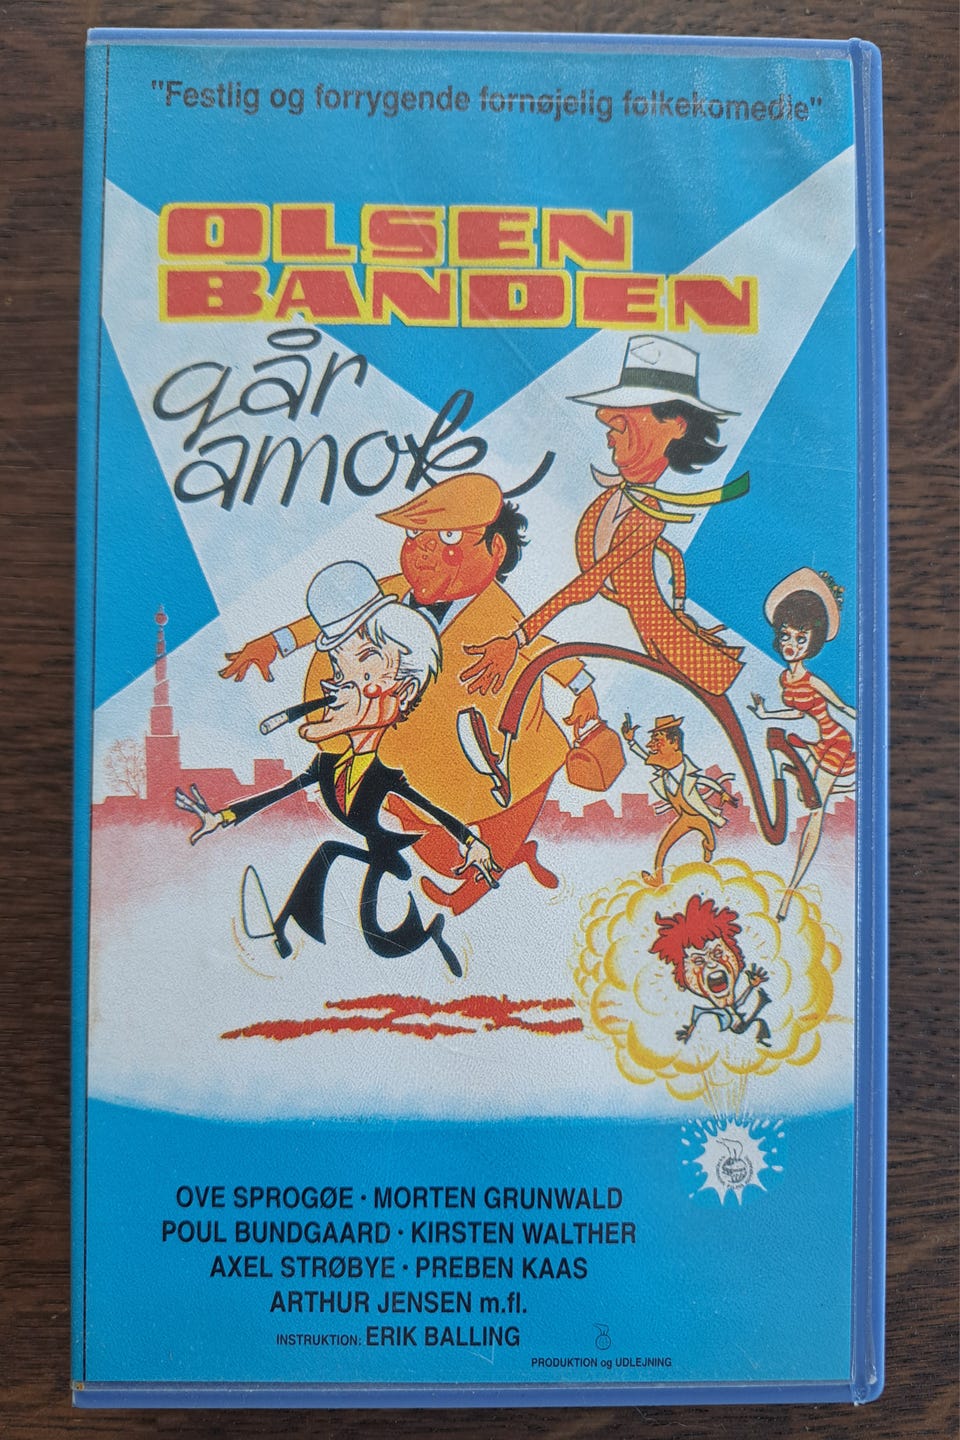 "Festlig og forrygende fornøjelig folkekomedie"
OLSEN
BANDEN
går
amok
OVE SPROGØE · MORTEN GRUNWALD
POUL BUNDGAARD · KIRSTEN WALTHER
AXEL STRØBYE · PREBEN KAAS
ARTHUR JENSEN m.fl.
INSTRUKTION: ERIK BALLING
PRODUKTION og UDLEJNING